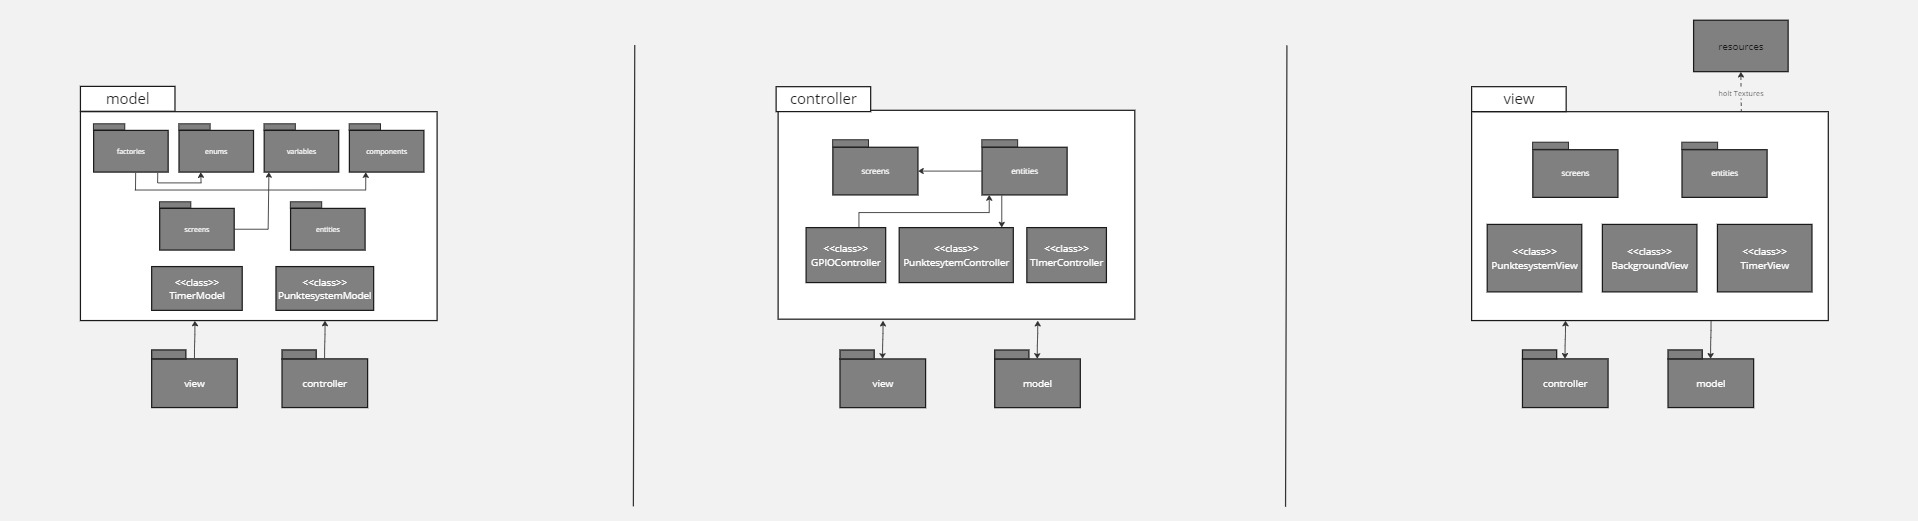 model
factories
enums
variables
components
screens
entities
<<class>>
TimerModel
<<class>>
PunktesystemModel
view
controller
controller
screens
entities
<<class>>
GPIOController
<<class>>
PunktesytemController
<<class>>
TImerController
view
model
resources
holt Textures
view
screens
entities
<<class>>
PunktesystemView
<<class>>
BackgroundView
<<class>>
TimerView
controller
model